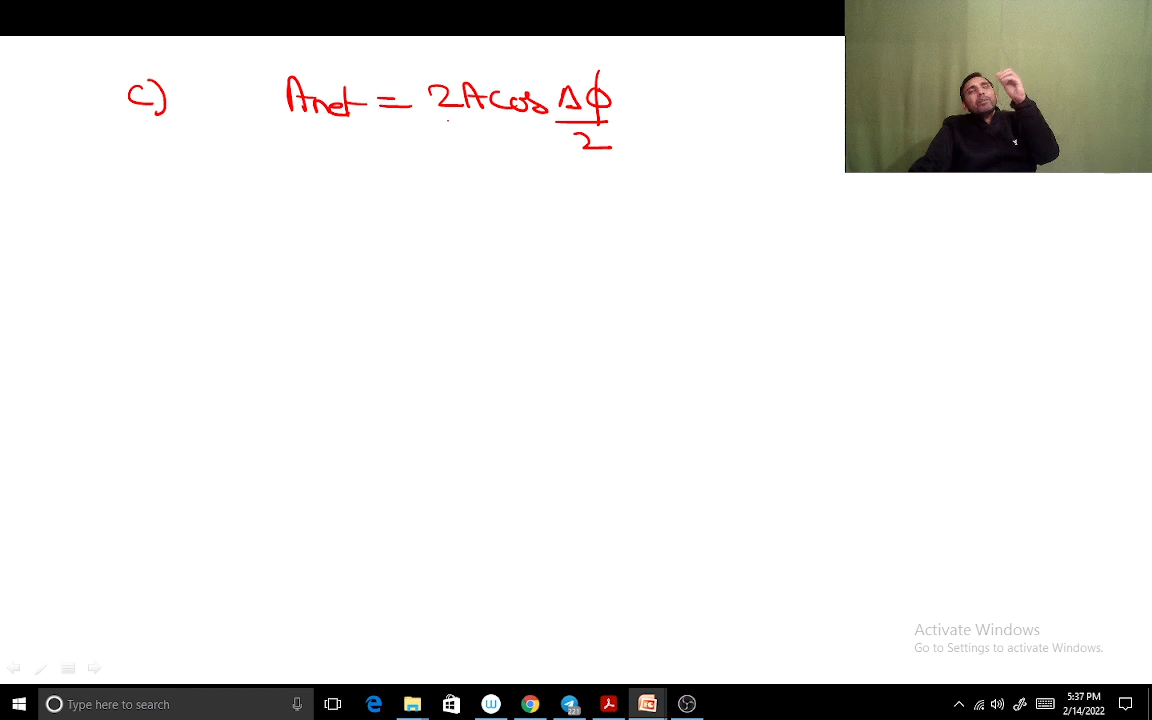 c) Anet = 2A cos Δϕ/2
Activate Windows
Go to Settings to activate Windows.
Type here to search
221
5:37 PM
2/14/2022